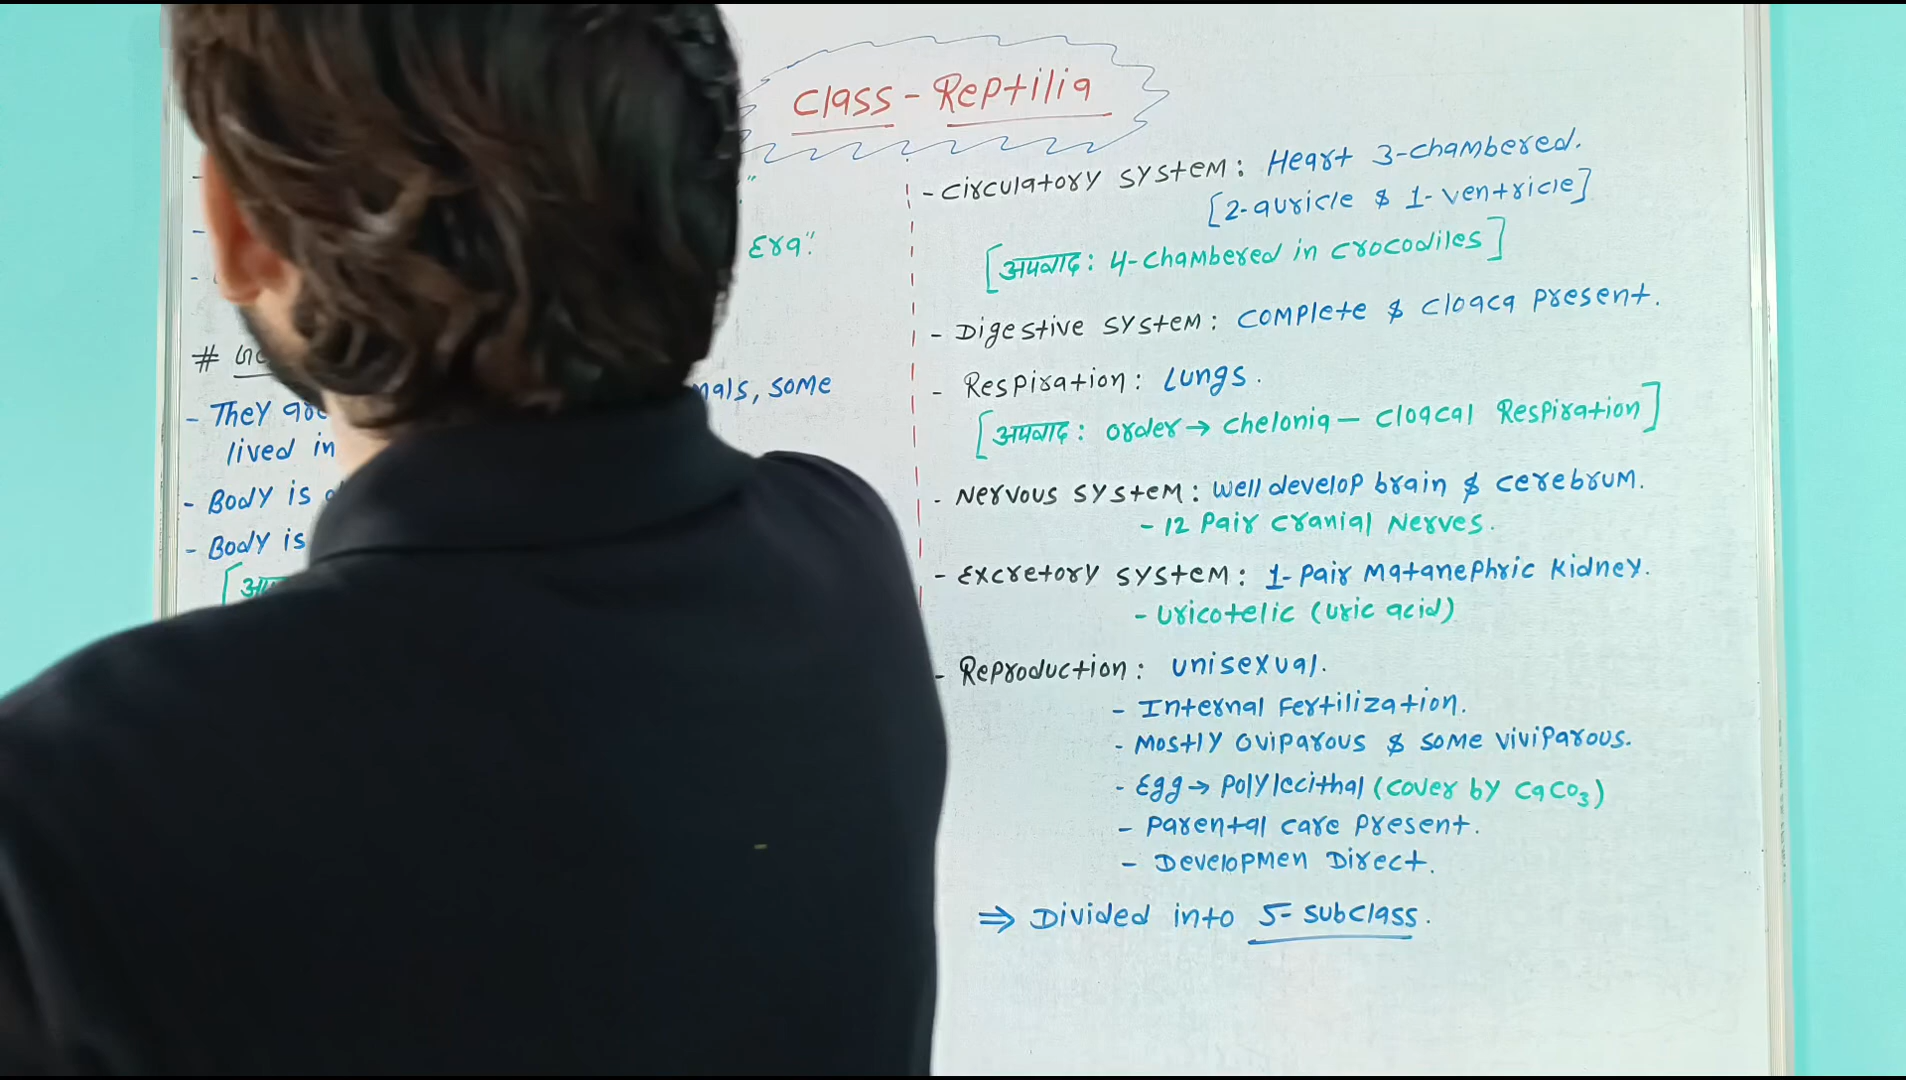 Class-Reptilia
Era".
They are
nals, some
lived in
- Body is
- Body is
- Circulatory System: Heart 3-chambered.
[2-auricle & 1-ventricle]
[अपवाद: 4-chambered in crocodiles]
- Digestive system: complete & cloaca present.
- Respiration: Lungs.
[अपवाद: order → chelonia — cloacal Respiration]
- Nervous System: well develop brain & cerebrum.
- 12 Pair cranial Nerves.
- Excretory system: 1-Pair Matanephric kidney.
- Uricotelic (uric acid)
- Reproduction: unisexual.
- Internal Fertilization.
- Mostly oviparous & some viviparous.
- Egg → Polylecithal (cover by CaCO₃)
- Parental care present.
- Developmen Direct.
⇒ Divided into 5-subclass.